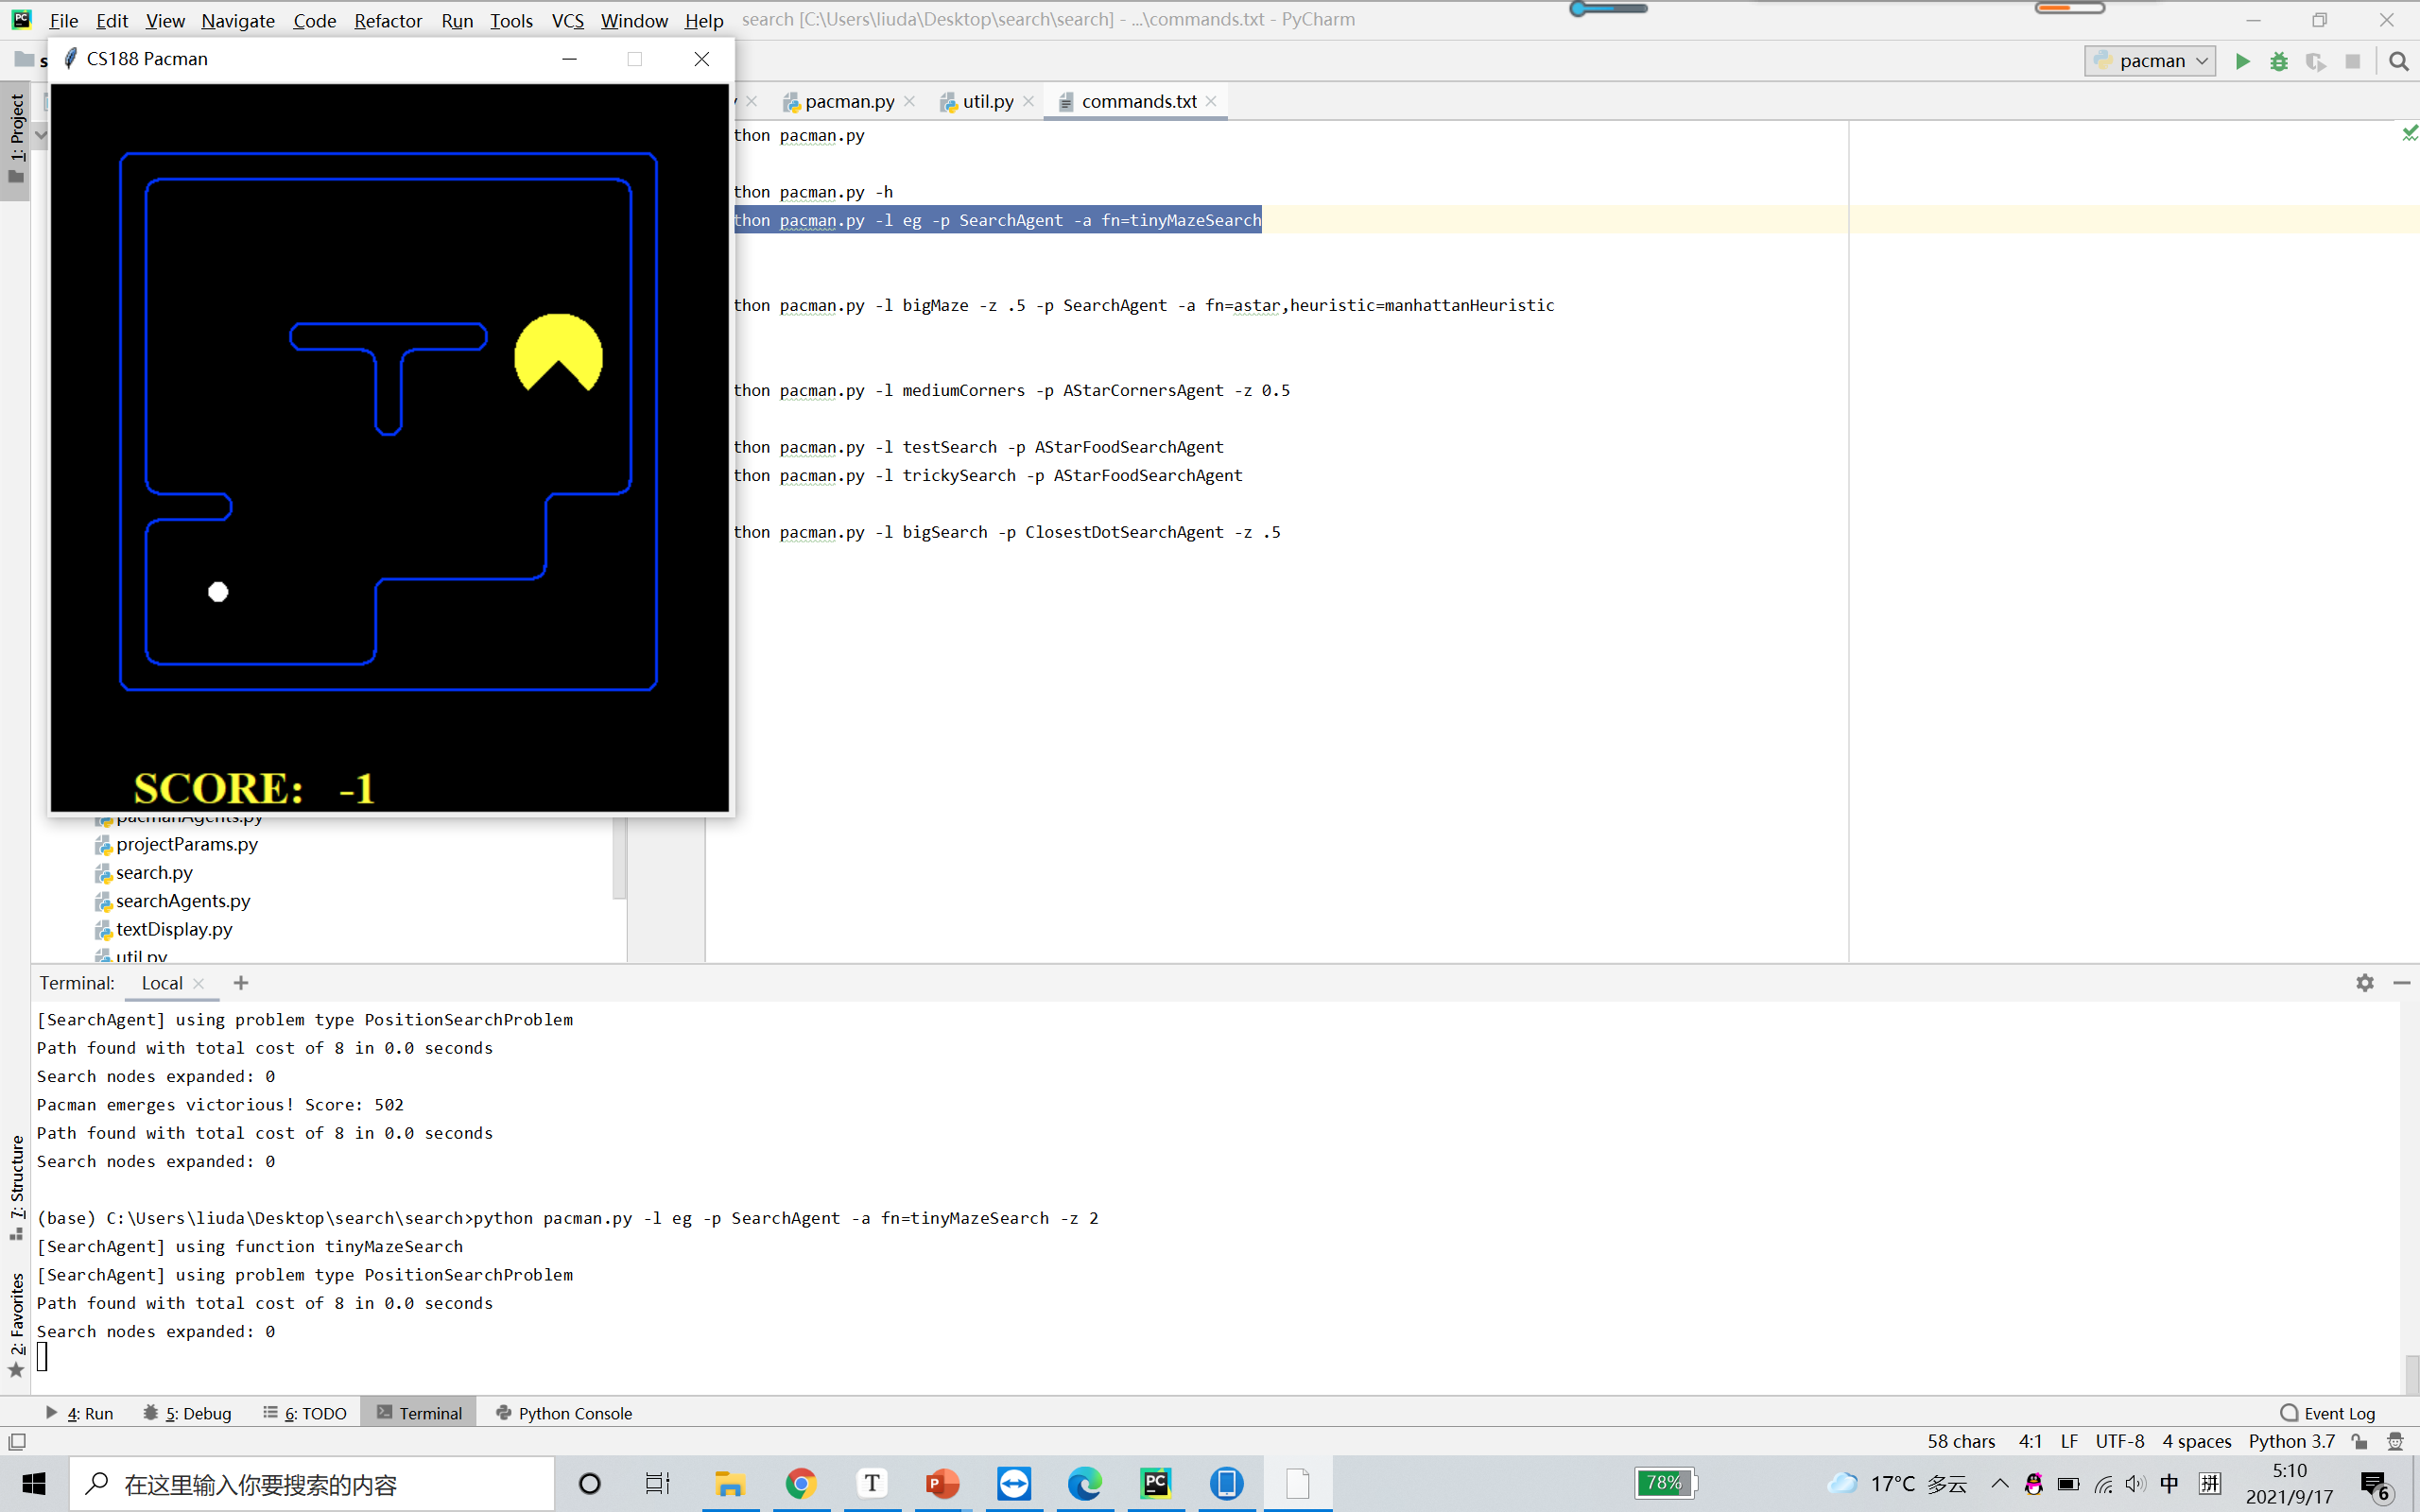 File Edit View Navigate Code Refactor Run Tools VCS Window Help search [C:\Users\liuda\Desktop\search\search] - ...\commands.txt - PyCharm
CS188 Pacman
pacman
pacman.py
util.py
commands.txt
1: Project
thon pacman.py
thon pacman.py -h
thon pacman.py -l eg -p SearchAgent -a fn=tinyMazeSearch
thon pacman.py -l bigMaze -z .5 -p SearchAgent -a fn=astar,heuristic=manhattanHeuristic
thon pacman.py -l mediumCorners -p AStarCornersAgent -z 0.5
thon pacman.py -l testSearch -p AStarFoodSearchAgent
thon pacman.py -l trickySearch -p AStarFoodSearchAgent
thon pacman.py -l bigSearch -p ClosestDotSearchAgent -z .5
SCORE: -1
pacmanAgents.py
projectParams.py
search.py
searchAgents.py
textDisplay.py
util.py
Terminal: Local
[SearchAgent] using problem type PositionSearchProblem
Path found with total cost of 8 in 0.0 seconds
Search nodes expanded: 0
Pacman emerges victorious! Score: 502
Path found with total cost of 8 in 0.0 seconds
Search nodes expanded: 0
(base) C:\Users\liuda\Desktop\search\search>python pacman.py -l eg -p SearchAgent -a fn=tinyMazeSearch -z 2
[SearchAgent] using function tinyMazeSearch
[SearchAgent] using problem type PositionSearchProblem
Path found with total cost of 8 in 0.0 seconds
Search nodes expanded: 0
7: Structure
2: Favorites
4: Run 5: Debug 6: TODO Terminal Python Console Event Log
58 chars 4:1 LF UTF-8 4 spaces Python 3.7
在这里输入你要搜索的内容
78%
17°C 多云
中
拼
5:10
2021/9/17
6